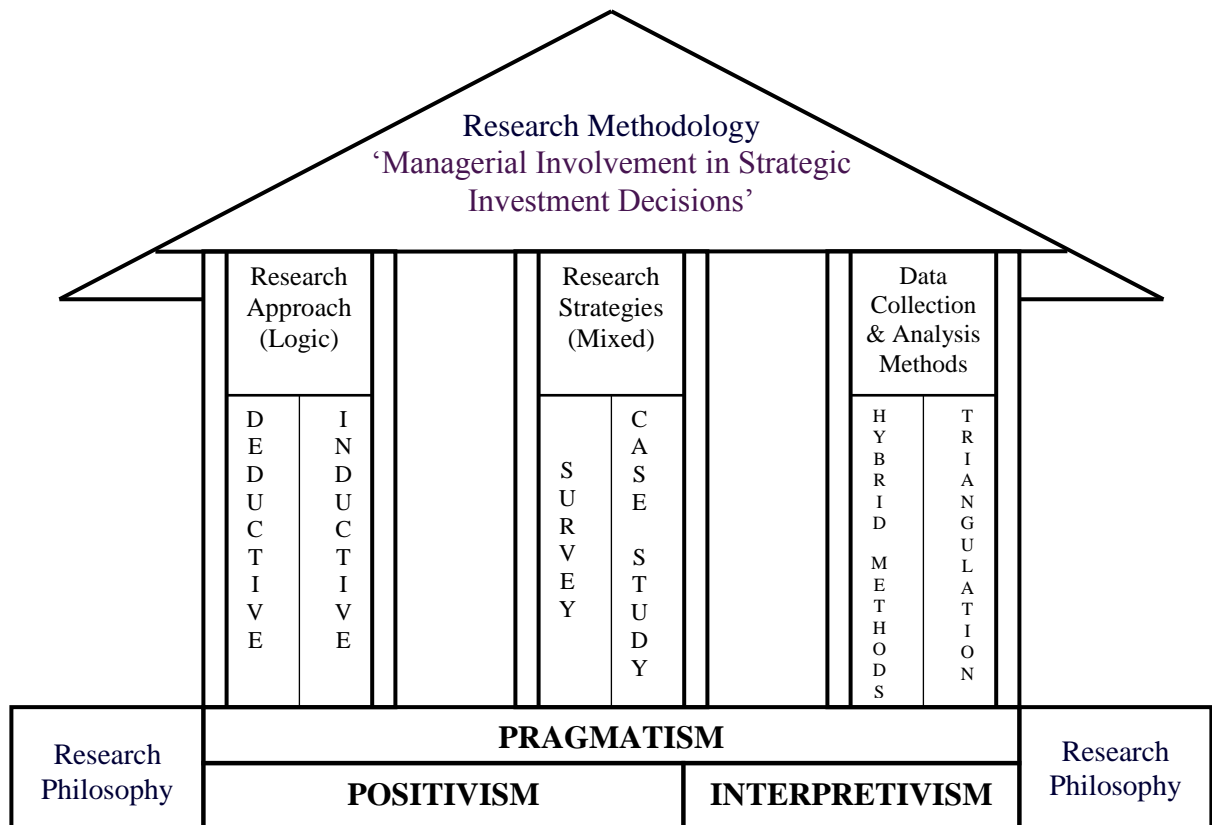 Research Methodology
‘Managerial Involvement in Strategic
Investment Decisions’
Research
Approach
(Logic)
DEDUCTIVE
INDUCTIVE
Research
Strategies
(Mixed)
SURVEY
CASE STUDY
Data
Collection
& Analysis
Methods
HYBRID METHODS
TRIANGULATION
Research
Philosophy
PRAGMATISM
POSITIVISM
INTERPRETIVISM
Research
Philosophy